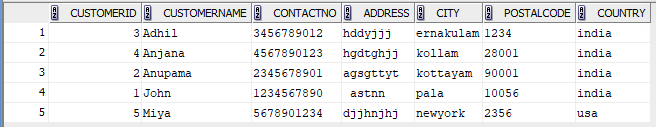 CUSTOMERID CUSTOMERNAME CONTACTNO ADDRESS CITY POSTALCODE COUNTRY
1 3 Adhil 3456789012 hddyjjj ernakulam 1234 india
2 4 Anjana 4567890123 hgdtghjj kollam 28001 india
3 2 Anupama 2345678901 agsgttyt kottayam 90001 india
4 1 John 1234567890 astnn pala 10056 india
5 5 Miya 5678901234 djjhnjhj newyork 2356 usa